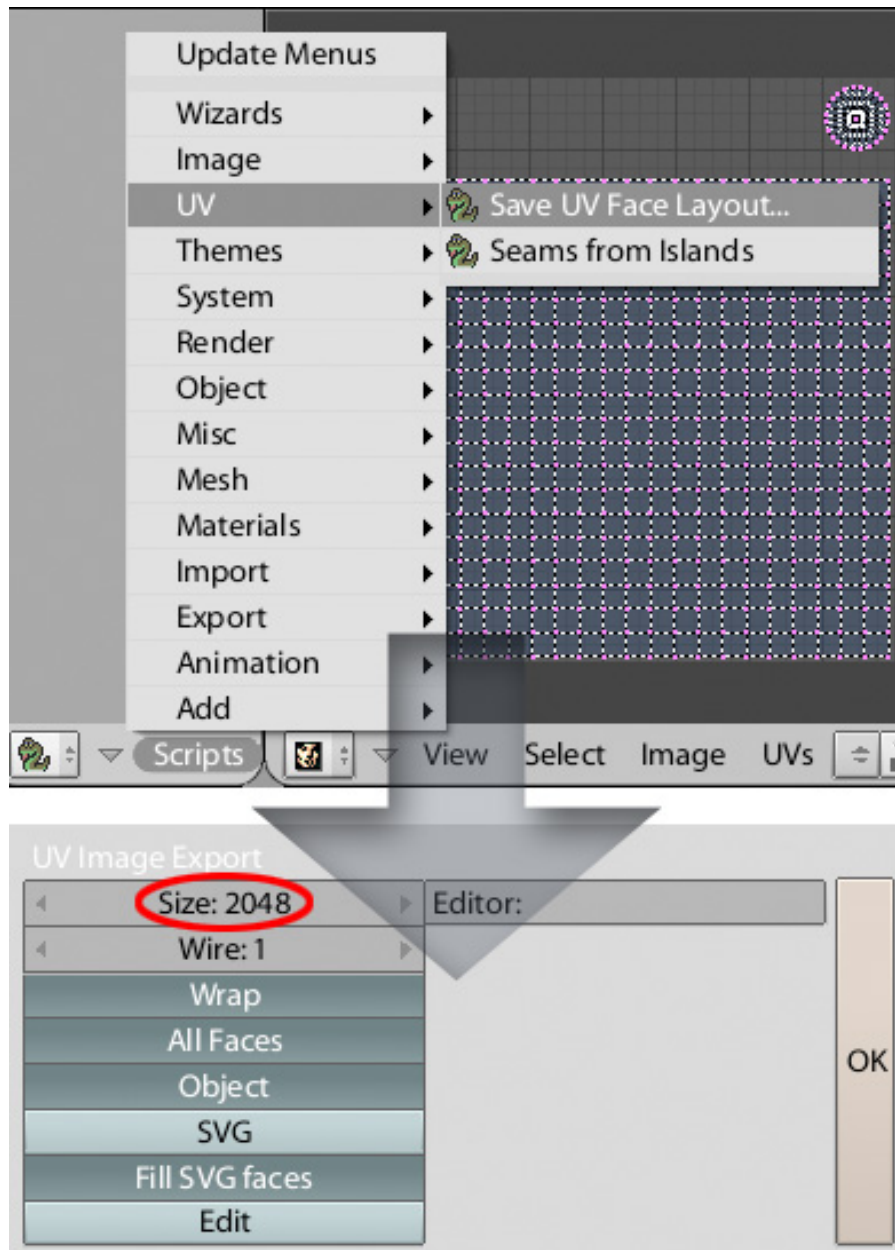 Update Menus
Wizards
Image
UV
Save UV Face Layout...
Themes
Seams from Islands
System
Render
Object
Misc
Mesh
Materials
Import
Export
Animation
Add
Scripts View Select Image UVs
UV Image Export
Size: 2048 Editor:
Wire: 1
Wrap
All Faces
Object
OK
SVG
Fill SVG faces
Edit